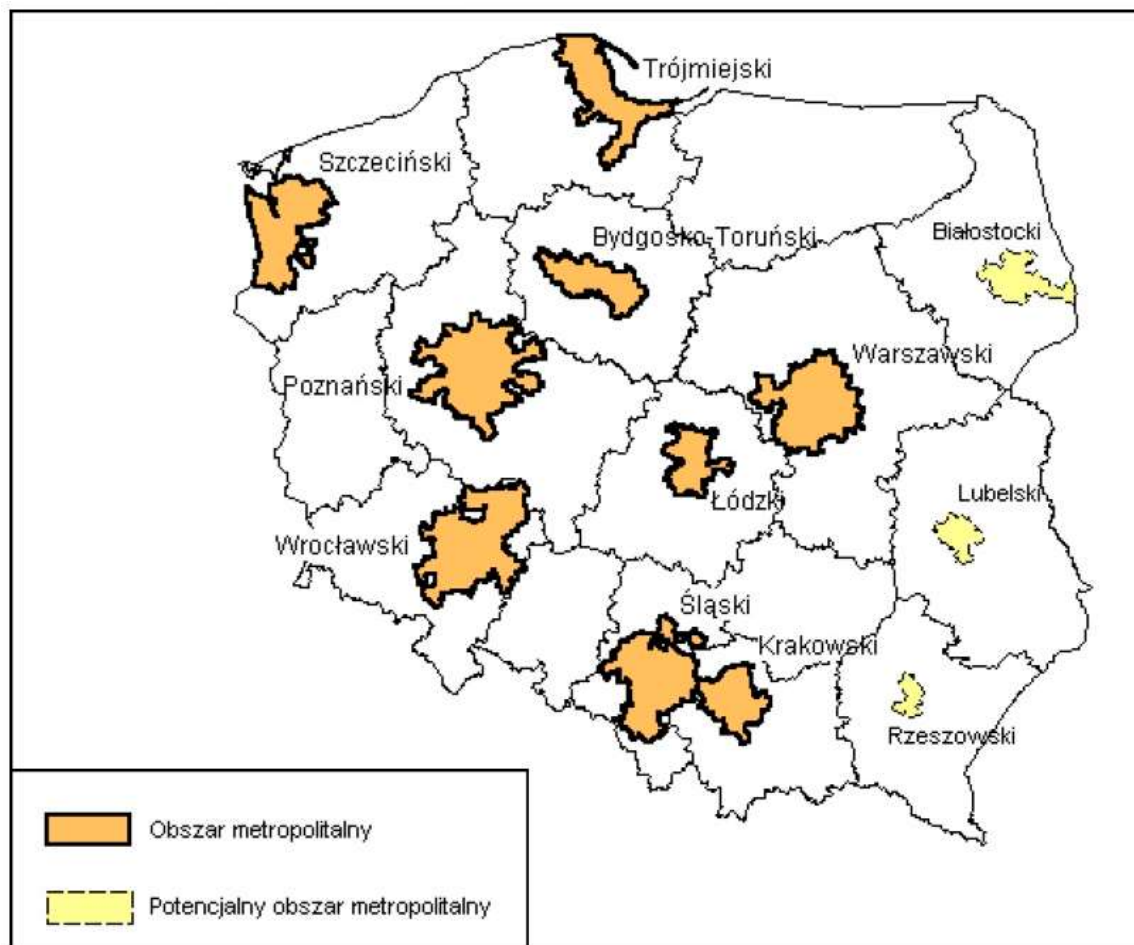 Trójmiejski
Szczeciński
Bydgosko-Toruński
Białostocki
Warszawski
Poznański
Lubelski
Łódzki
Wrocławski
Śląski
Krakowski
Rzeszowski
Obszar metropolitalny
Potencjalny obszar metropolitalny